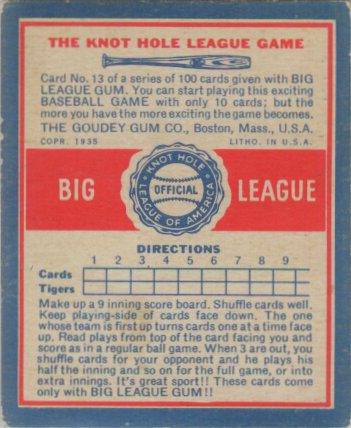 THE KNOT HOLE LEAGUE GAME
Card No. 13 of a series of 100 cards given with BIG
LEAGUE GUM. You can start playing this exciting
BASEBALL GAME with only 10 cards; but the
more you have the more exciting the game becomes.
THE GOUDEY GUM CO., Boston, Mass., U.S.A.
COPR. 1935 LITHO. IN U.S.A.
BIG
KNOT HOLE
OFFICIAL
LEAGUE OF AMERICA
LEAGUE
DIRECTIONS
1 2 3 4 5 6 7 8 9
Cards
Tigers
Make up a 9 inning score board. Shuffle cards well.
Keep playing-side of cards face down. The one
whose team is first up turns cards one at a time face
up. Read plays from top of the card facing you and
score as in a regular ball game. When 3 are out, you
shuffle cards for your opponent and he plays his
half the inning and so on for the full game, or into
extra innings. It's great sport!! These cards come
only with BIG LEAGUE GUM!!